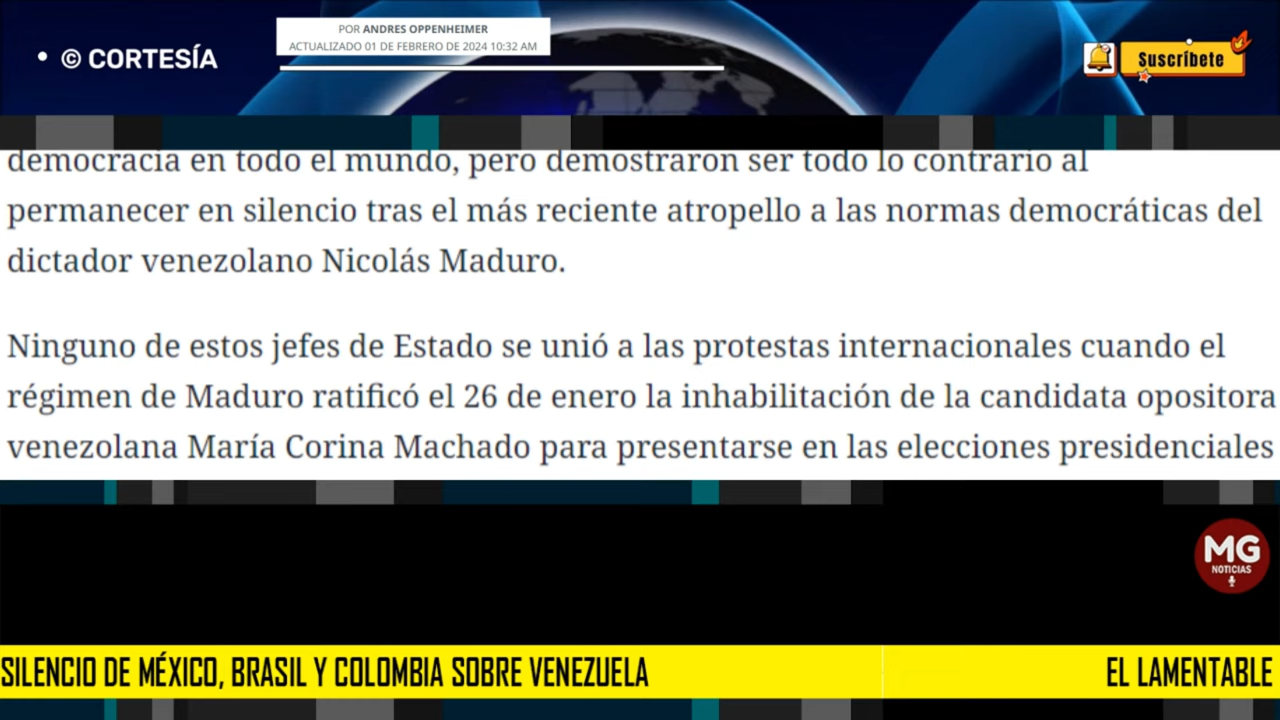 POR ANDRES OPPENHEIMER
ACTUALIZADO 01 DE FEBRERO DE 2024 10:32 AM
• © CORTESÍA
Suscríbete
democracia en todo el mundo, pero demostraron ser todo lo contrario al
permanecer en silencio tras el más reciente atropello a las normas democráticas del
dictador venezolano Nicolás Maduro.
Ninguno de estos jefes de Estado se unió a las protestas internacionales cuando el
régimen de Maduro ratificó el 26 de enero la inhabilitación de la candidata opositora
venezolana María Corina Machado para presentarse en las elecciones presidenciales
MG
NOTICIAS
SILENCIO DE MÉXICO, BRASIL Y COLOMBIA SOBRE VENEZUELA
EL LAMENTABLE